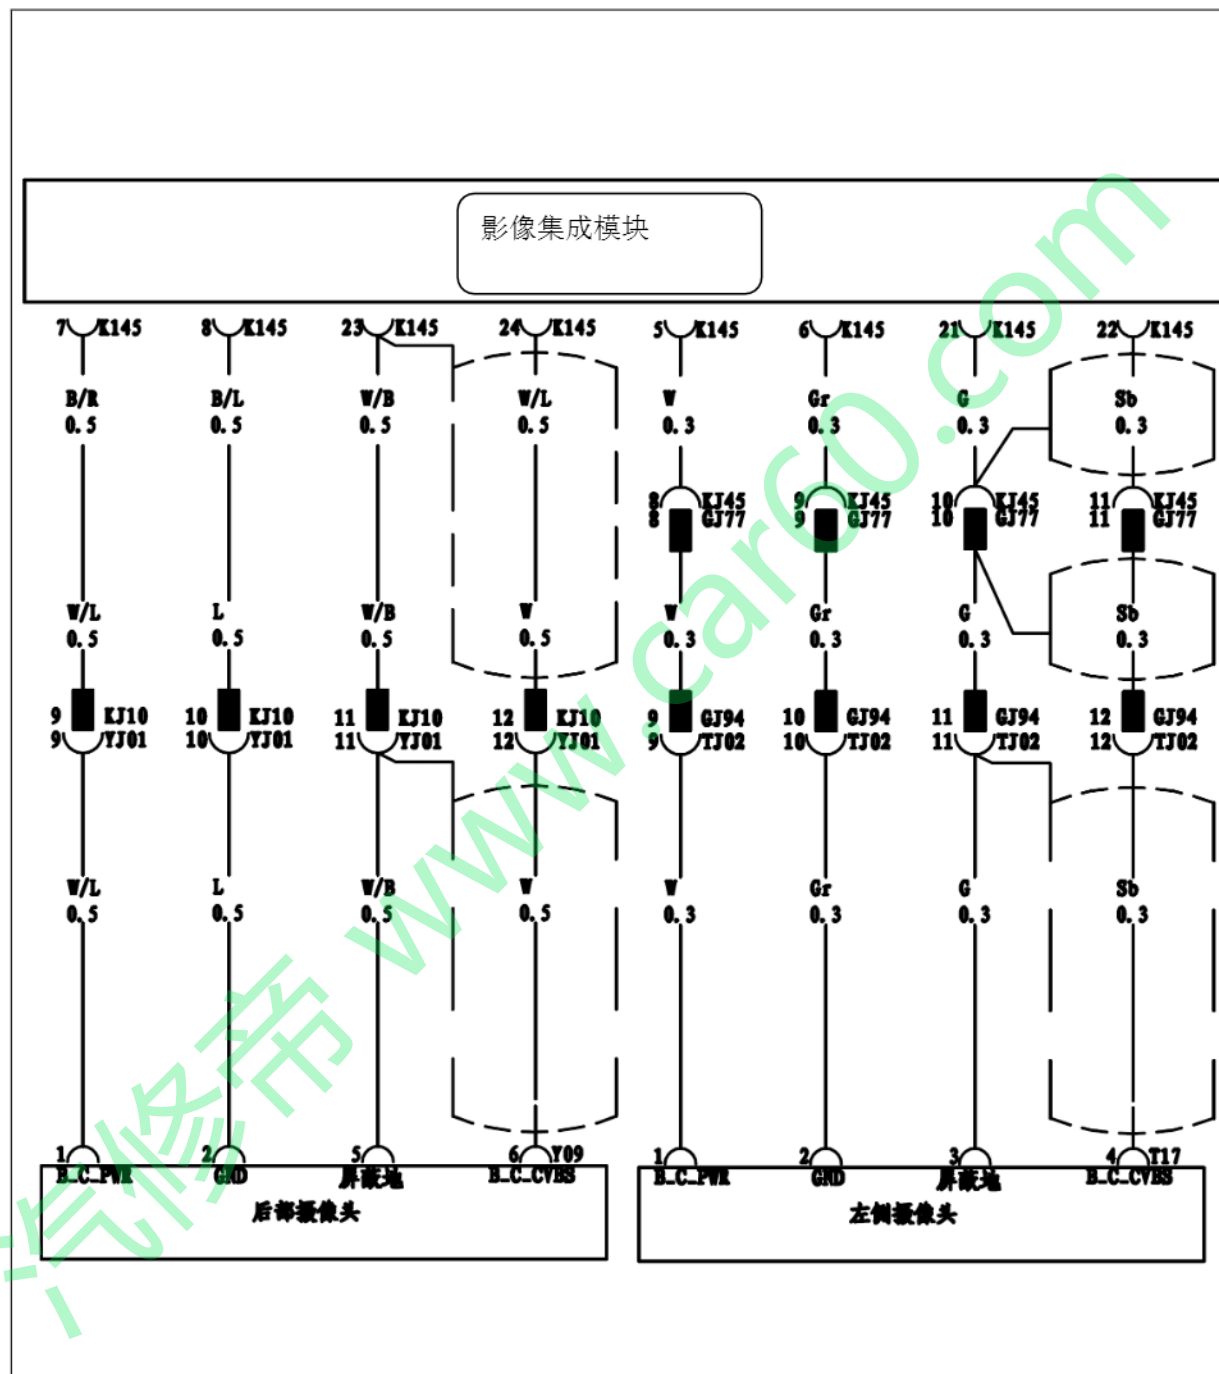 影像集成模块
7 K145 8 K145 23 K145 24 K145 5 K145 6 K145 21 K145 22 K145
B/R B/L W/B W/L W Gr G Sb
0.5 0.5 0.5 0.5 0.3 0.3 0.3 0.3
8 KJ45 9 KJ45 10 KJ45 11 KJ45
8 GJ77 9 GJ77 10 GJ77 11 GJ77
W/L L W/B W W Gr G Sb
0.5 0.5 0.5 0.5 0.3 0.3 0.3 0.3
9 KJ10 10 KJ10 11 KJ10 12 KJ10 9 GJ94 10 GJ94 11 GJ94 12 GJ94
9 YJ01 10 YJ01 11 YJ01 12 YJ01 9 TJ02 10 TJ02 11 TJ02 12 TJ02
W/L L W/B W W Gr G Sb
0.5 0.5 0.5 0.5 0.3 0.3 0.3 0.3
1 2 5 6 Y09 1 2 3 4 T17
B_C_PWR GND 屏蔽地 B_C_CVBS B_C_PWR GND 屏蔽地 B_C_CVBS
后部摄像头 左侧摄像头
汽修帝 www.car60.com